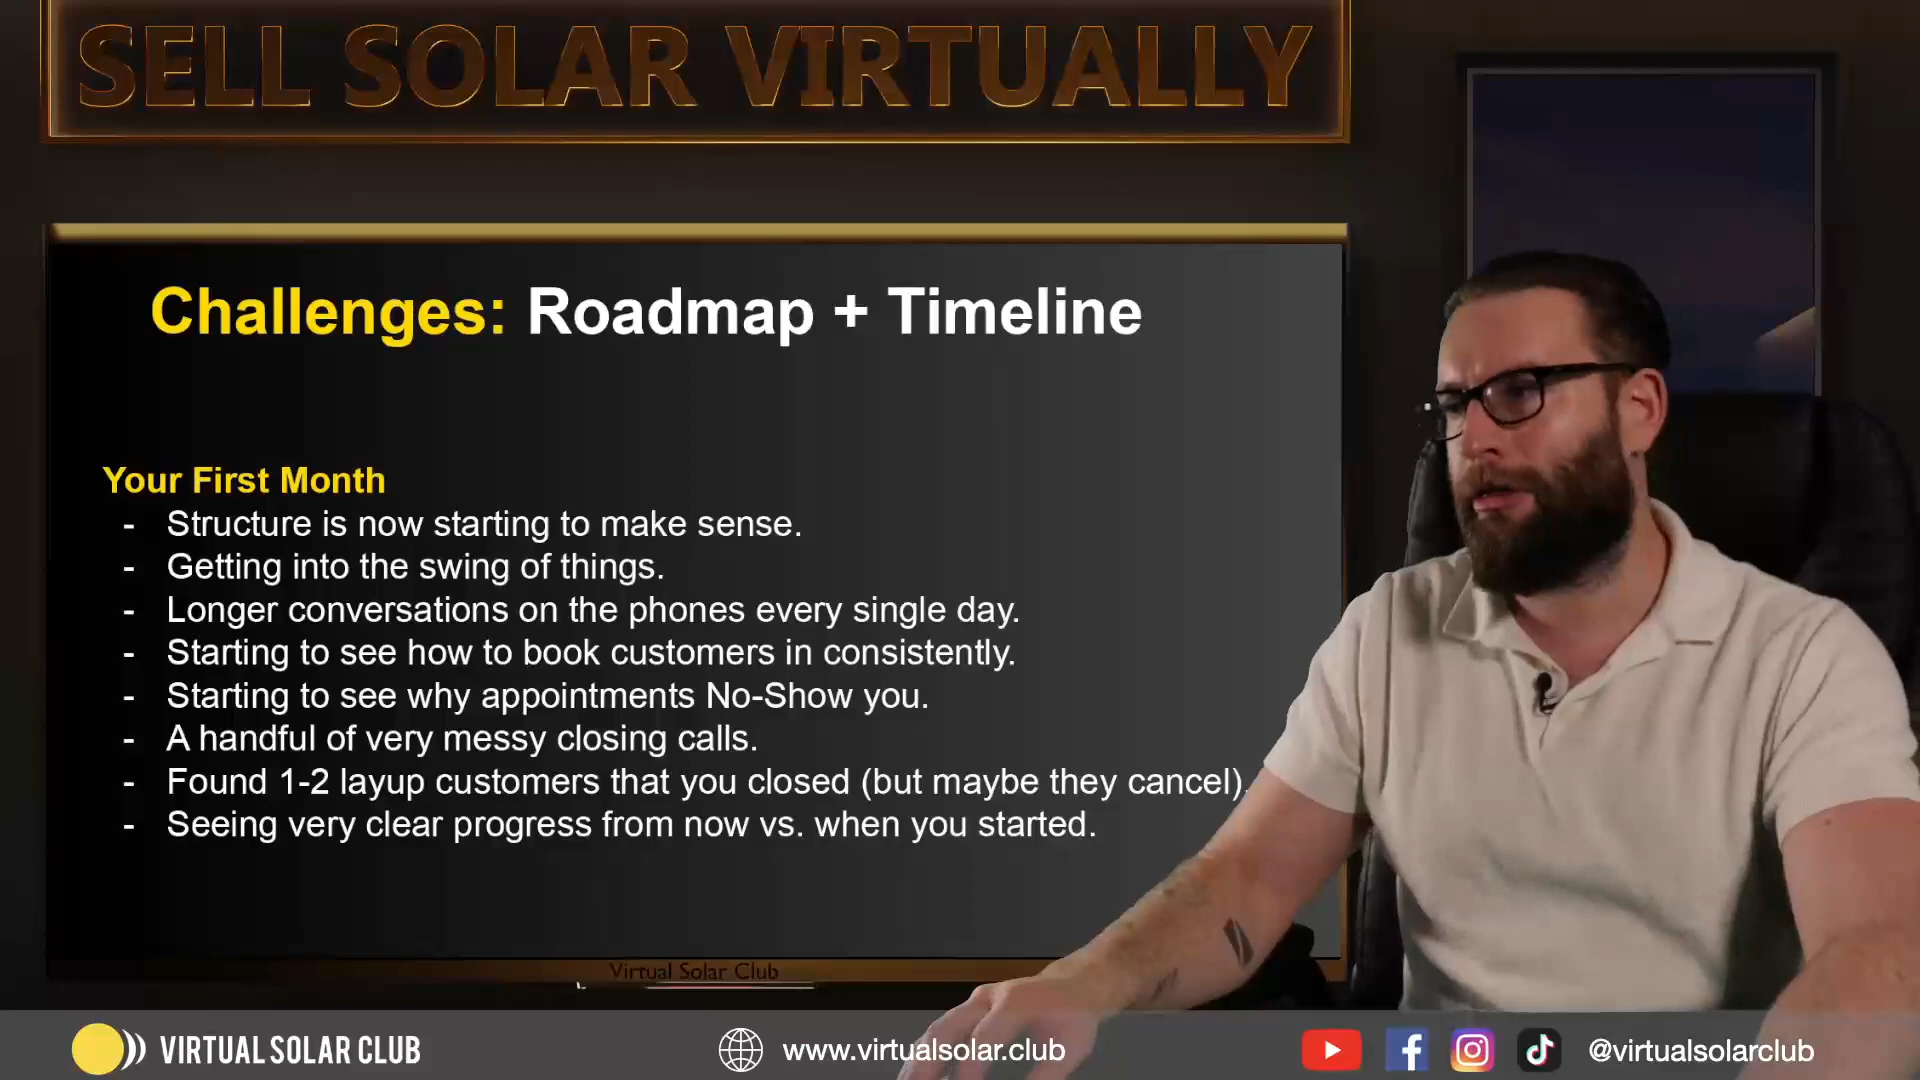 SELL SOLAR VIRTUALLY
Challenges: Roadmap + Timeline
Your First Month
- Structure is now starting to make sense.
- Getting into the swing of things.
- Longer conversations on the phones every single day.
- Starting to see how to book customers in consistently.
- Starting to see why appointments No-Show you.
- A handful of very messy closing calls.
- Found 1-2 layup customers that you closed (but maybe they cancel).
- Seeing very clear progress from now vs. when you started.
Virtual Solar Club
VIRTUAL SOLAR CLUB
www.virtualsolar.club
@virtualsolarclub